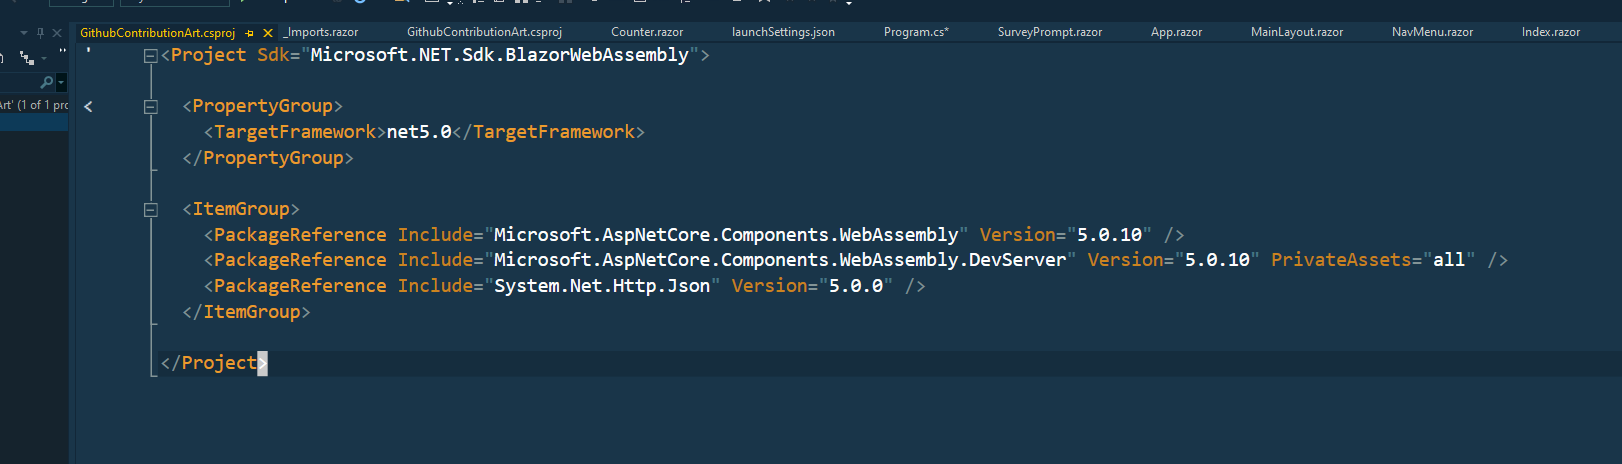 GithubContributionArt.csproj _Imports.razor GithubContributionArt.csproj Counter.razor launchSettings.json Program.cs* SurveyPrompt.razor App.razor MainLayout.razor NavMenu.razor Index.razor
<Project Sdk="Microsoft.NET.Sdk.BlazorWebAssembly">
<PropertyGroup>
<TargetFramework>net5.0</TargetFramework>
</PropertyGroup>
<ItemGroup>
<PackageReference Include="Microsoft.AspNetCore.Components.WebAssembly" Version="5.0.10" />
<PackageReference Include="Microsoft.AspNetCore.Components.WebAssembly.DevServer" Version="5.0.10" PrivateAssets="all" />
<PackageReference Include="System.Net.Http.Json" Version="5.0.0" />
</ItemGroup>
</Project>
Art' (1 of 1 pro